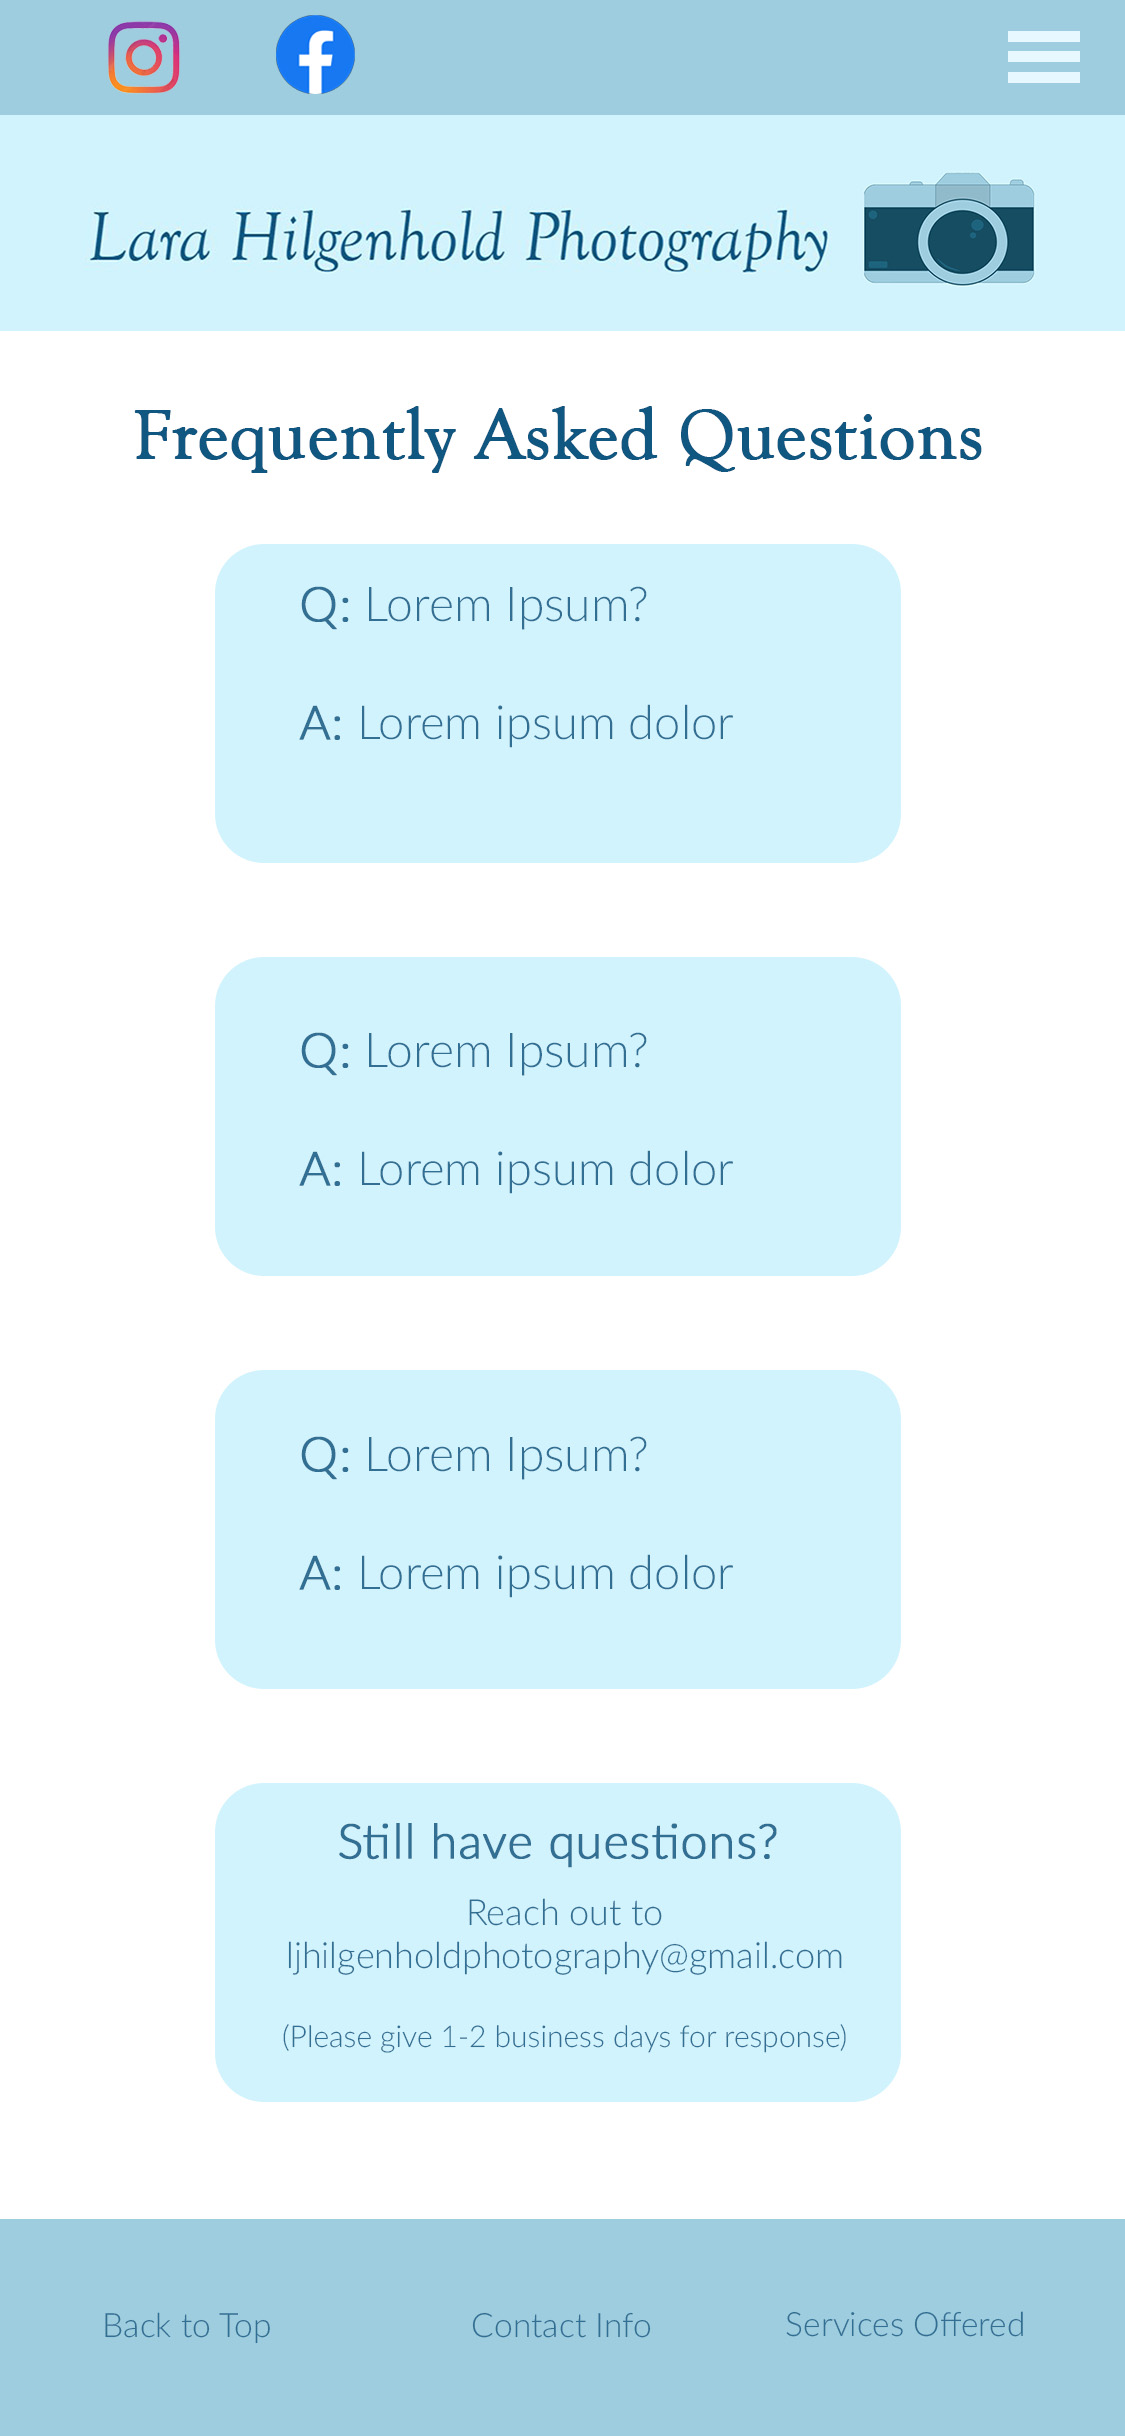 Lara Hilgenhold Photography
Frequently Asked Questions
Q: Lorem Ipsum?
A: Lorem ipsum dolor
Q: Lorem Ipsum?
A: Lorem ipsum dolor
Q: Lorem Ipsum?
A: Lorem ipsum dolor
Still have questions?
Reach out to
ljhilgenholdphotography@gmail.com
(Please give 1-2 business days for response)
Back to Top
Contact Info
Services Offered